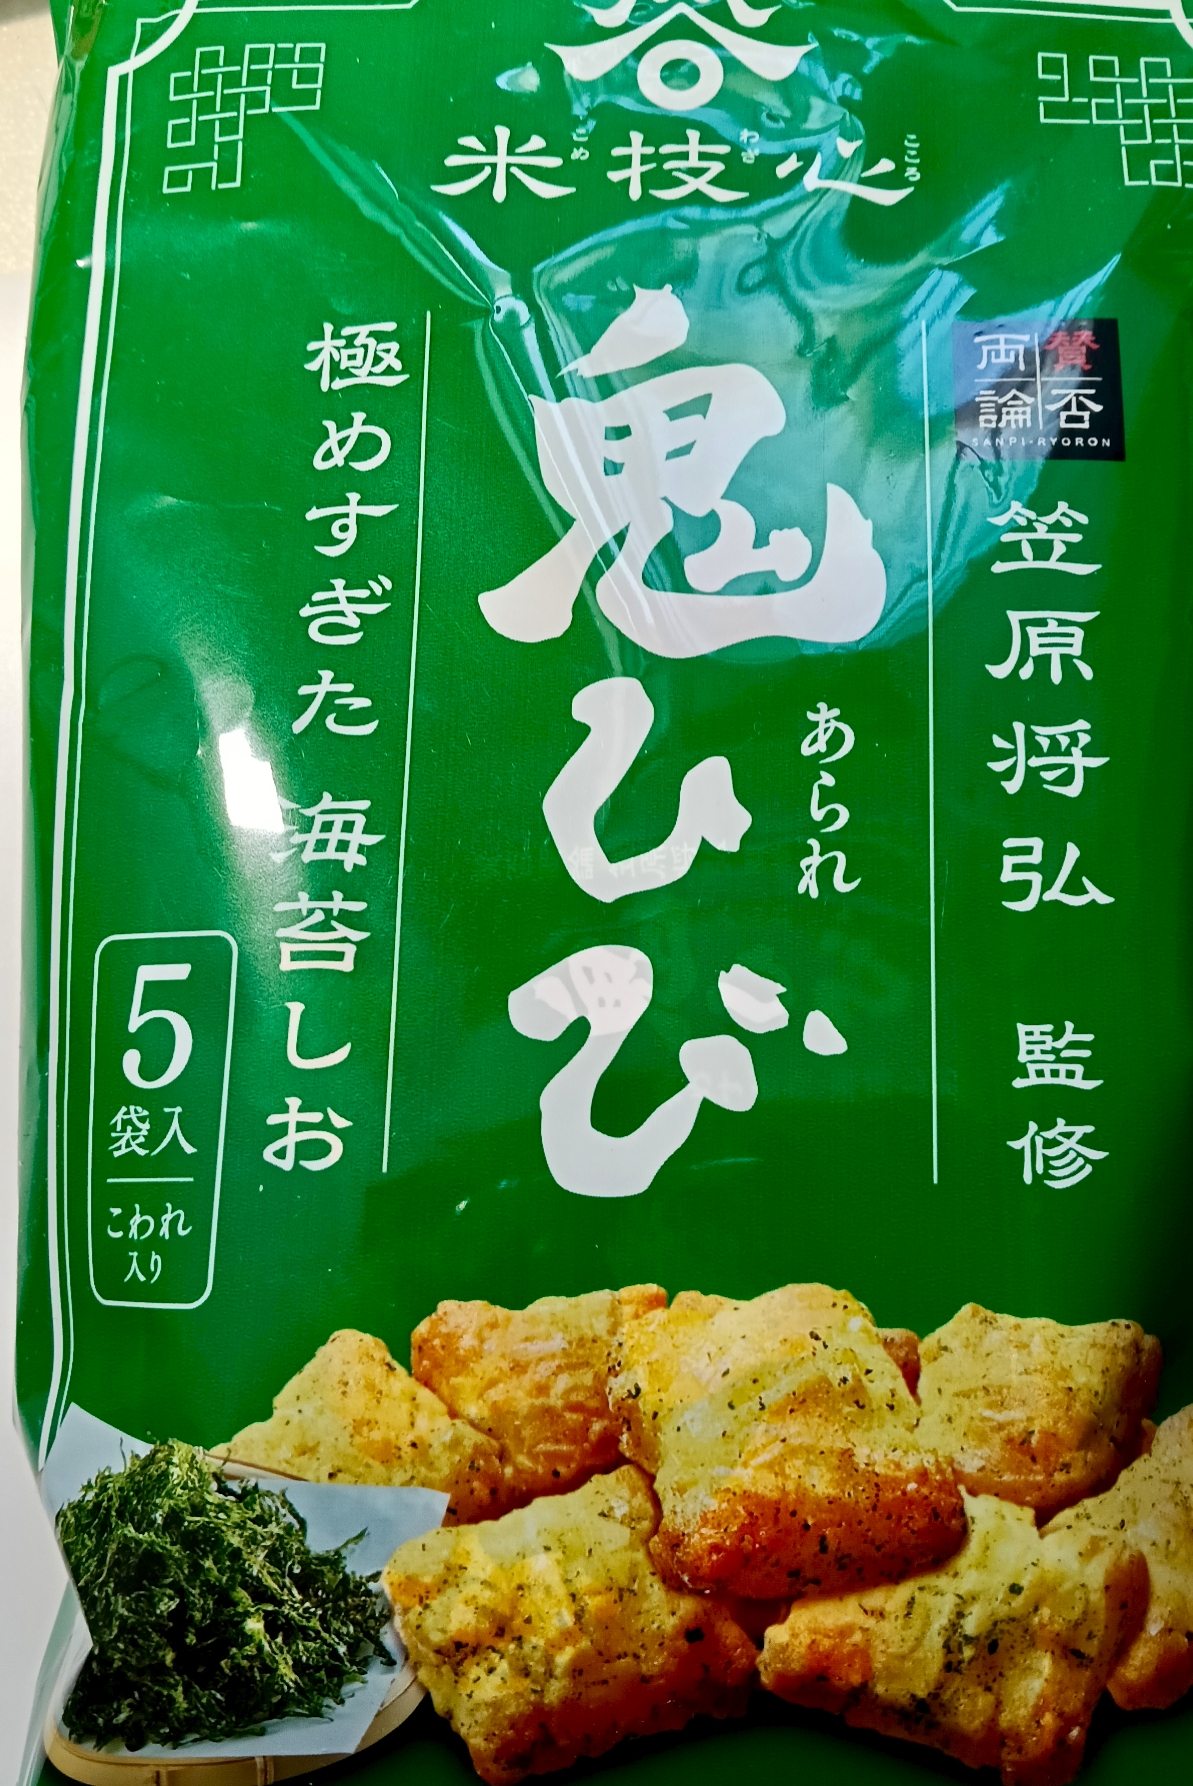 米技心
こめ
わざ
こころ
賛否
両論
SANPI-RYORON
笠原将弘 監修
鬼ひび
あられ
極めすぎた 海苔しお
5
袋入
こわれ
入り